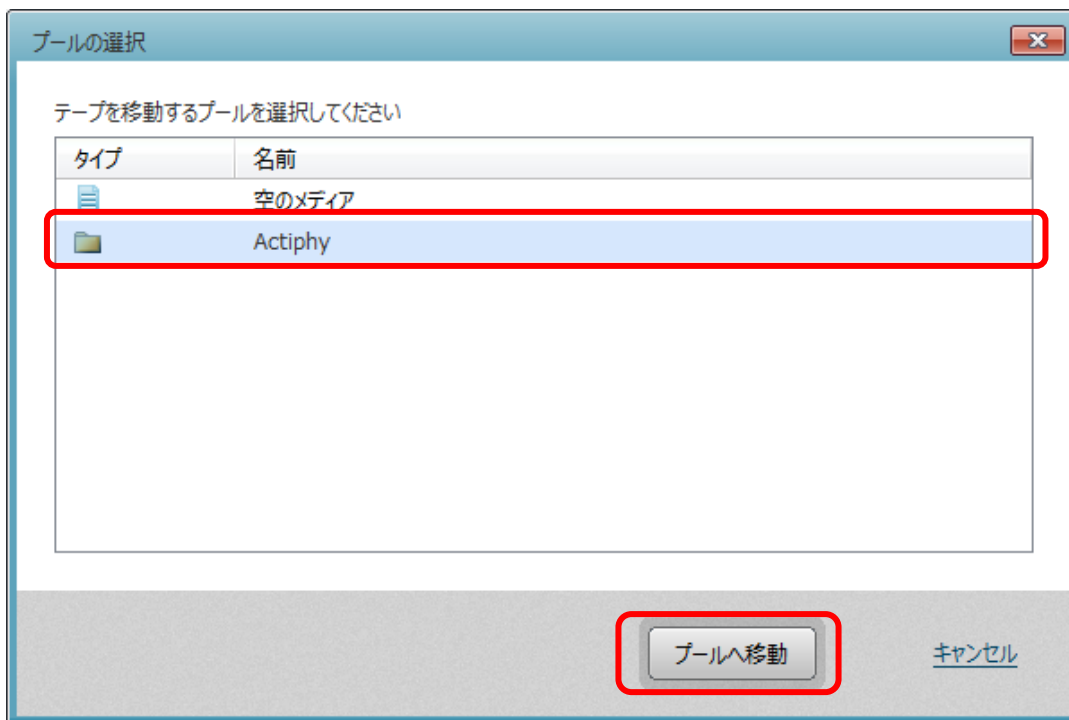 プールの選択
テープを移動するプールを選択してください
タイプ 名前
空のメディア
Actiphy
プールへ移動 キャンセル